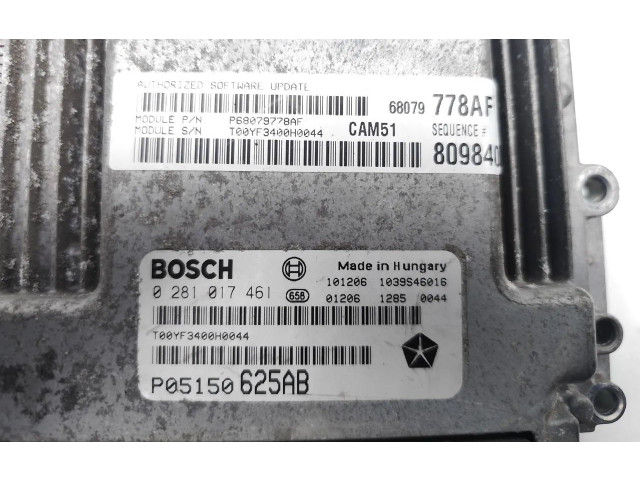 AUTHORIZED SOFTWARE UPDATE
68079 778AF
MODULE P/N P68079778AF
MODULE S/N T00YF3400H0044 CAM51 SEQUENCE #
809840
BOSCH Made in Hungary
0 281 017 461 658 101206 1039S46016
01206 1285 0044
T00YF3400H0044
P05150 625AB